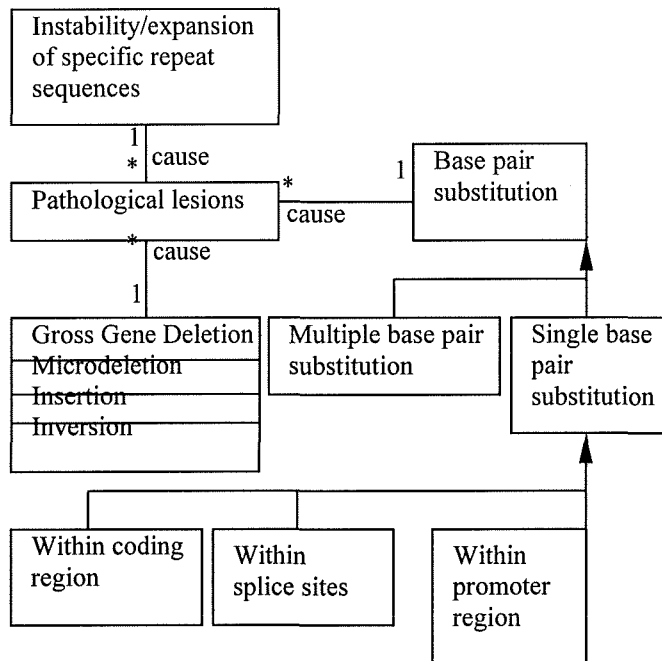 Instability/expansion
of specific repeat
sequences
1
* cause
Pathological lesions
* 1
cause
Base pair
substitution
* cause
1
Gross Gene Deletion
Microdeletion
Insertion
Inversion
Multiple base pair
substitution
Single base
pair
substitution
Within coding
region
Within
splice sites
Within
promoter
region